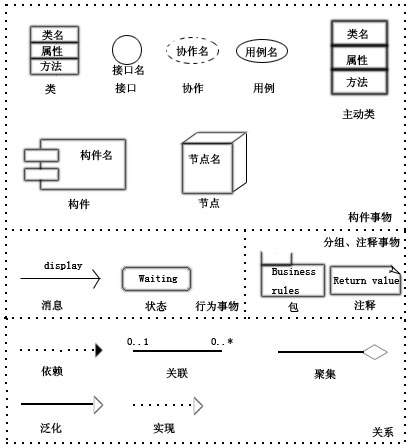 类名
属性
方法
类
接口名
接口
协作名
协作
用例名
用例
类名
属性
方法
主动类
构件名
构件
节点名
节点
构件事物
display
消息
Waiting
状态
行为事物
分组、注释事物
Business
rules
包
Return value
注释
依赖
0..1
0..*
关联
聚集
泛化
实现
关系